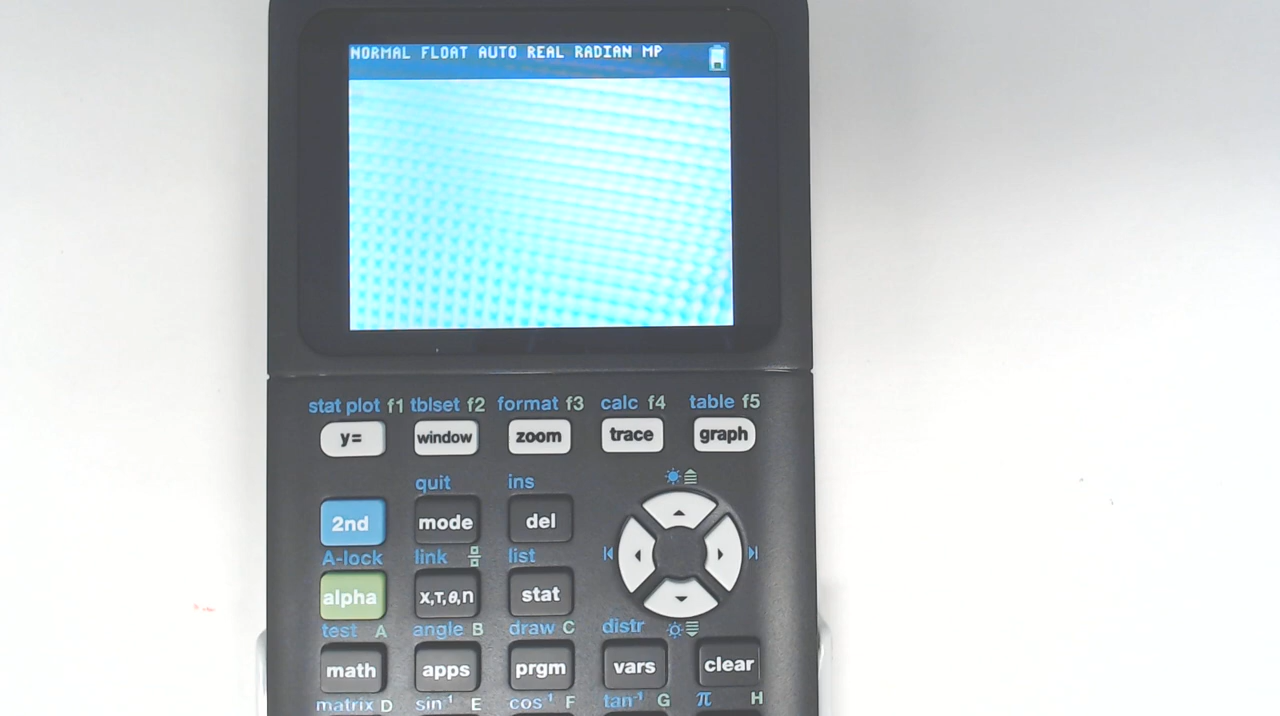 NORMAL FLOAT AUTO REAL RADIAN MP
stat plot f1 tblset f2 format f3 calc f4 table f5
y= window zoom trace graph
quit ins
2nd mode del
A-lock link list
alpha X,T,θ,n stat
test A angle B draw C distr
math apps prgm vars clear
matrix D sin⁻¹ E cos⁻¹ F tan⁻¹ G π H